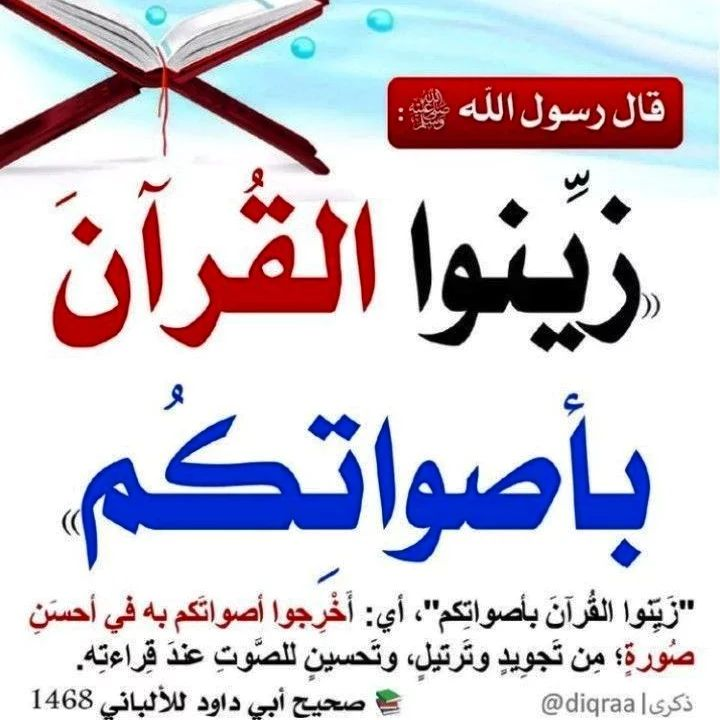 قال رسول الله ﷺ :
«زيِّنوا القُرآنَ
بأصواتِكُم»
"زَيِّنوا القُرآنَ بأصواتِكم"، أي: أَخْرِجوا أصواتَكم به في أحسَنِ
صُورةٍ؛ مِن تَجويدٍ وتَرتيلٍ، وتَحسينٍ للصَّوتِ عندَ قِراءتِه.
صحيح أبي داود للألباني 1468
ذكرى|diqraa@